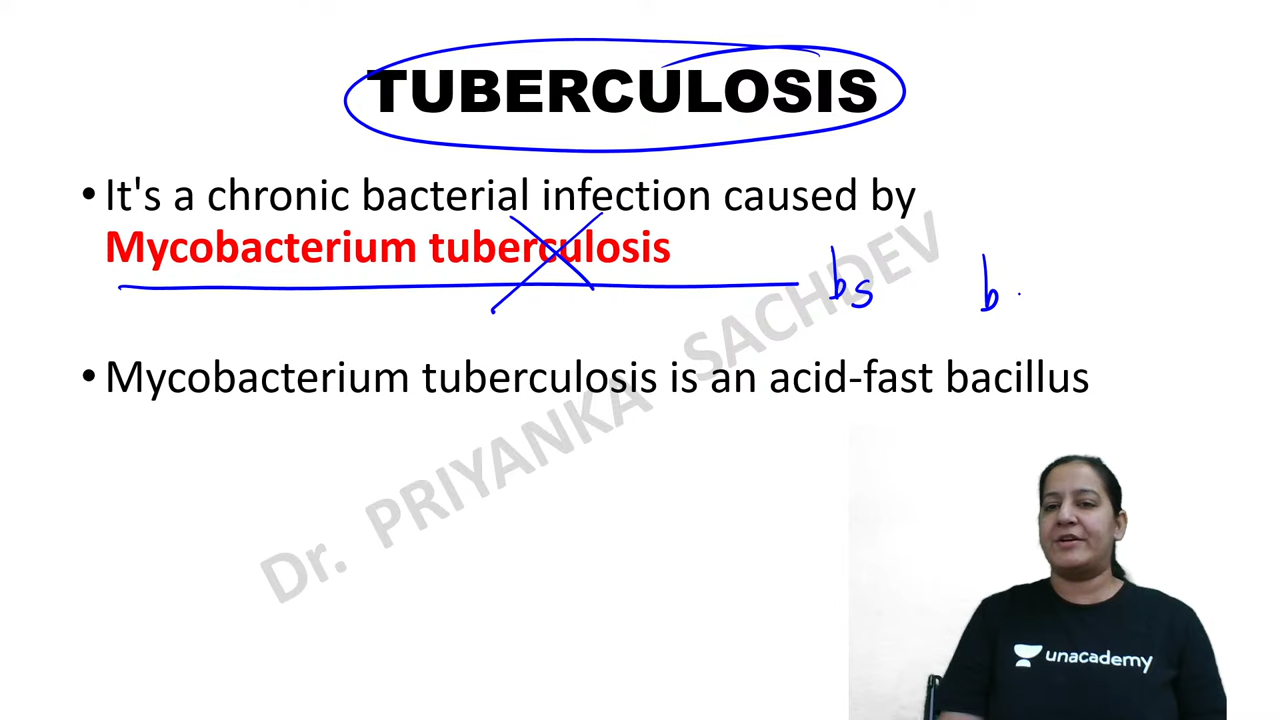 TUBERCULOSIS
• It's a chronic bacterial infection caused by
Mycobacterium tuberculosis
bs b
• Mycobacterium tuberculosis is an acid-fast bacillus
Dr. PRIYANKA SACHDEV
unacademy